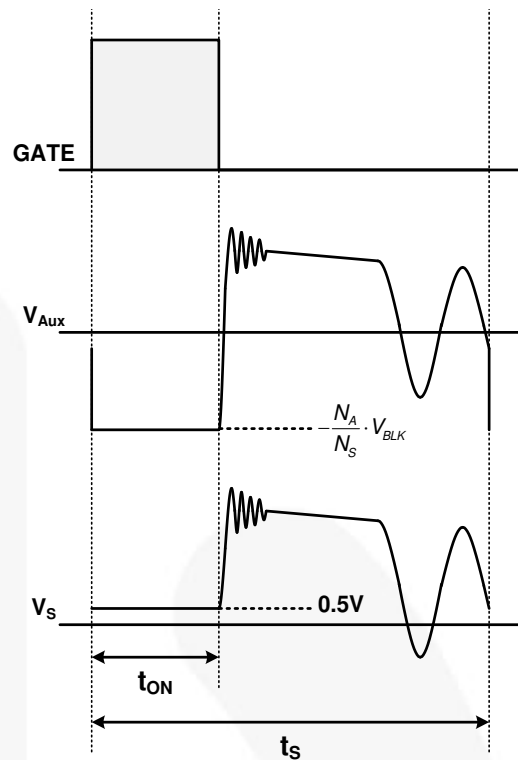 GATE
V_Aux
-N_A/N_S · V_BLK
V_S
0.5V
t_ON
t_S